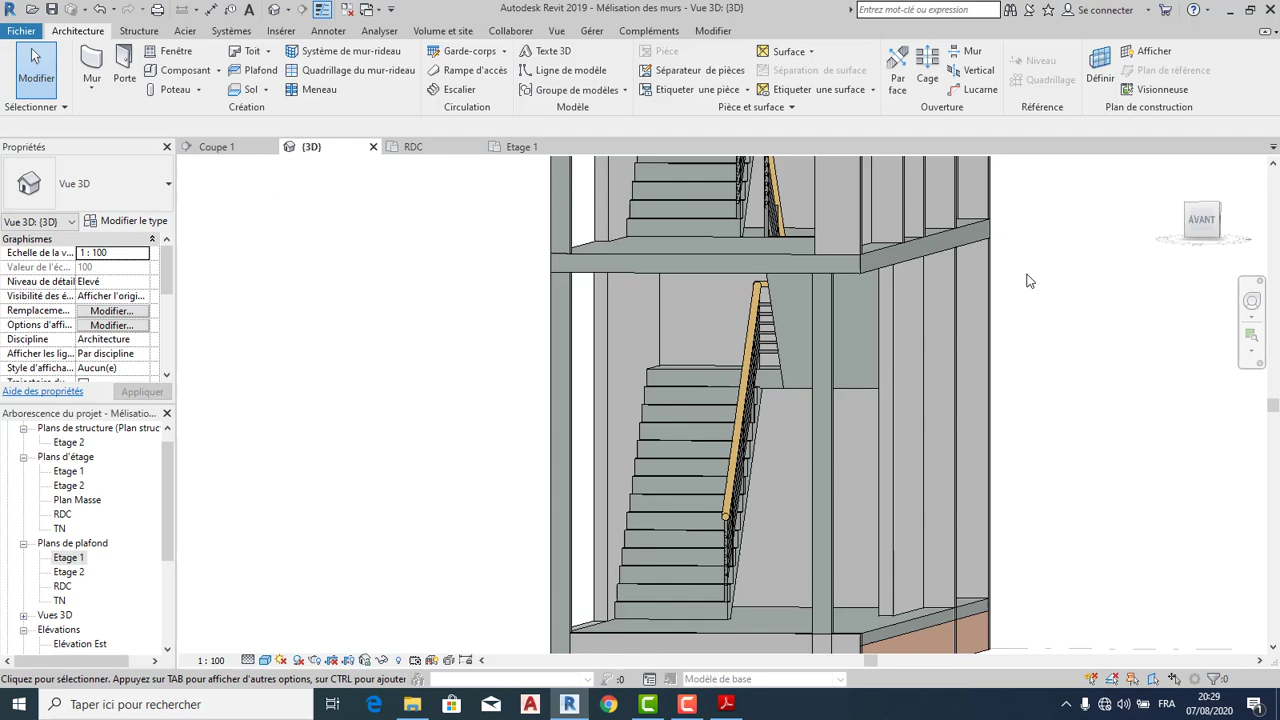 Autodesk Revit 2019 - Mélisation des murs - Vue 3D: {3D}
Entrez mot-clé ou expression
Se connecter
Fichier Architecture Structure Acier Systèmes Insérer Annoter Analyser Volume et site Collaborer Vue Gérer Compléments Modifier
Modifier
Mur
Porte
Fenêtre
Composant
Poteau
Toit
Plafond
Sol
Système de mur-rideau
Quadrillage du mur-rideau
Meneau
Garde-corps
Rampe d'accès
Escalier
Texte 3D
Ligne de modèle
Groupe de modèles
Pièce
Séparateur de pièces
Etiqueter une pièce
Surface
Séparation de surface
Etiqueter une surface
Par
face
Cage
Mur
Vertical
Lucarne
Niveau
Quadrillage
Définir
Afficher
Plan de référence
Visionneuse
Sélectionner Création Circulation Modèle Pièce et surface Ouverture Référence Plan de construction
Propriétés
Coupe 1
{3D}
RDC
Etage 1
Vue 3D
Vue 3D: {3D}
Modifier le type
Graphismes
Echelle de la v... 1 : 100
Valeur de l'éc... 100
Niveau de détail Elevé
Visibilité des é... Afficher l'origi...
Remplaceme... Modifier...
Options d'affi... Modifier...
Discipline Architecture
Afficher les lig... Par discipline
Style d'afficha... Aucun(e)
Aide des propriétés
Appliquer
Arborescence du projet - Mélisatio...
Plans de structure (Plan struc
Etage 2
Plans d'étage
Etage 1
Etage 2
Plan Masse
RDC
TN
Plans de plafond
Etage 1
Etage 2
RDC
TN
Vues 3D
Elévations
Elévation Est
AVANT
1 : 100
Cliquez pour sélectionner. Appuyez sur TAB pour afficher d'autres options, sur CTRL pour ajouter
:0
Modèle de base
:0
Taper ici pour rechercher
20:29
07/08/2020